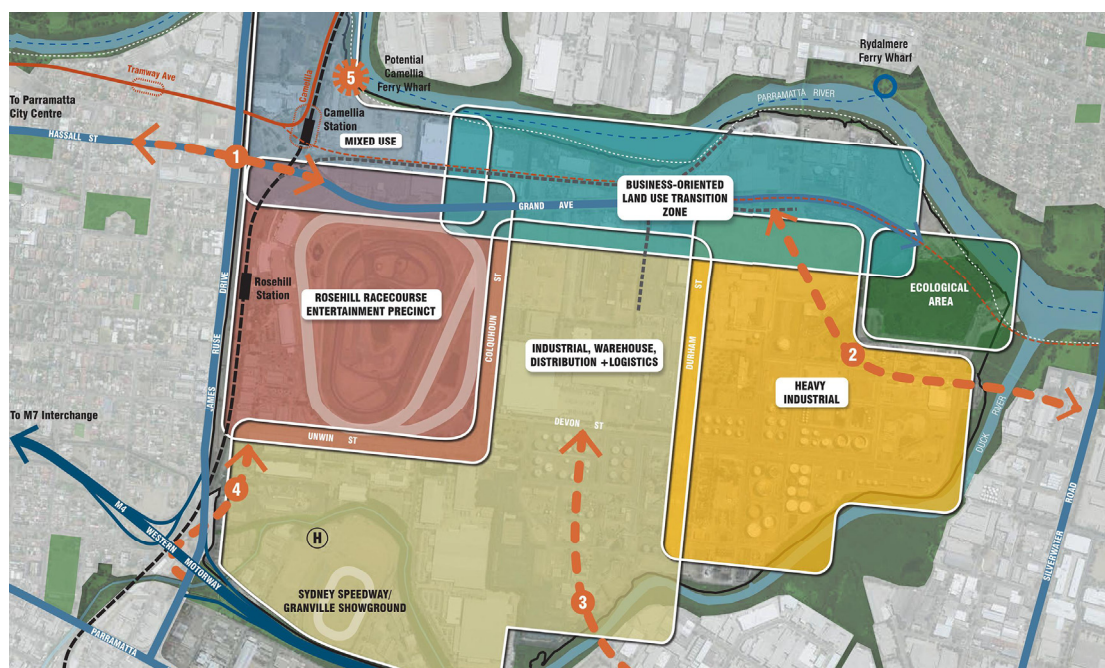 5
Potential
Camellia
Ferry Wharf
Rydalmere
Ferry Wharf
Tramway Ave
Camellia
PARRAMATTA RIVER
To Parramatta
City Centre
Camellia
Station
MIXED USE
HASSALL ST
1
BUSINESS-ORIENTED
LAND USE TRANSITION
ZONE
GRAND AVE
Rosehill
Station
ROSEHILL RACECOURSE
ENTERTAINMENT PRECINCT
COLQUHOUN ST
DURHAM ST
ECOLOGICAL
AREA
INDUSTRIAL, WAREHOUSE,
DISTRIBUTION +LOGISTICS
2
HEAVY
INDUSTRIAL
JAMES RUSE DRIVE
To M7 Interchange
UNWIN ST
DEVON ST
DUCK RIVER
4
M4 WESTERN MOTORWAY
H
SYDNEY SPEEDWAY/
GRANVILLE SHOWGROUND
3
SILVERWATER ROAD
PARRAMATTA